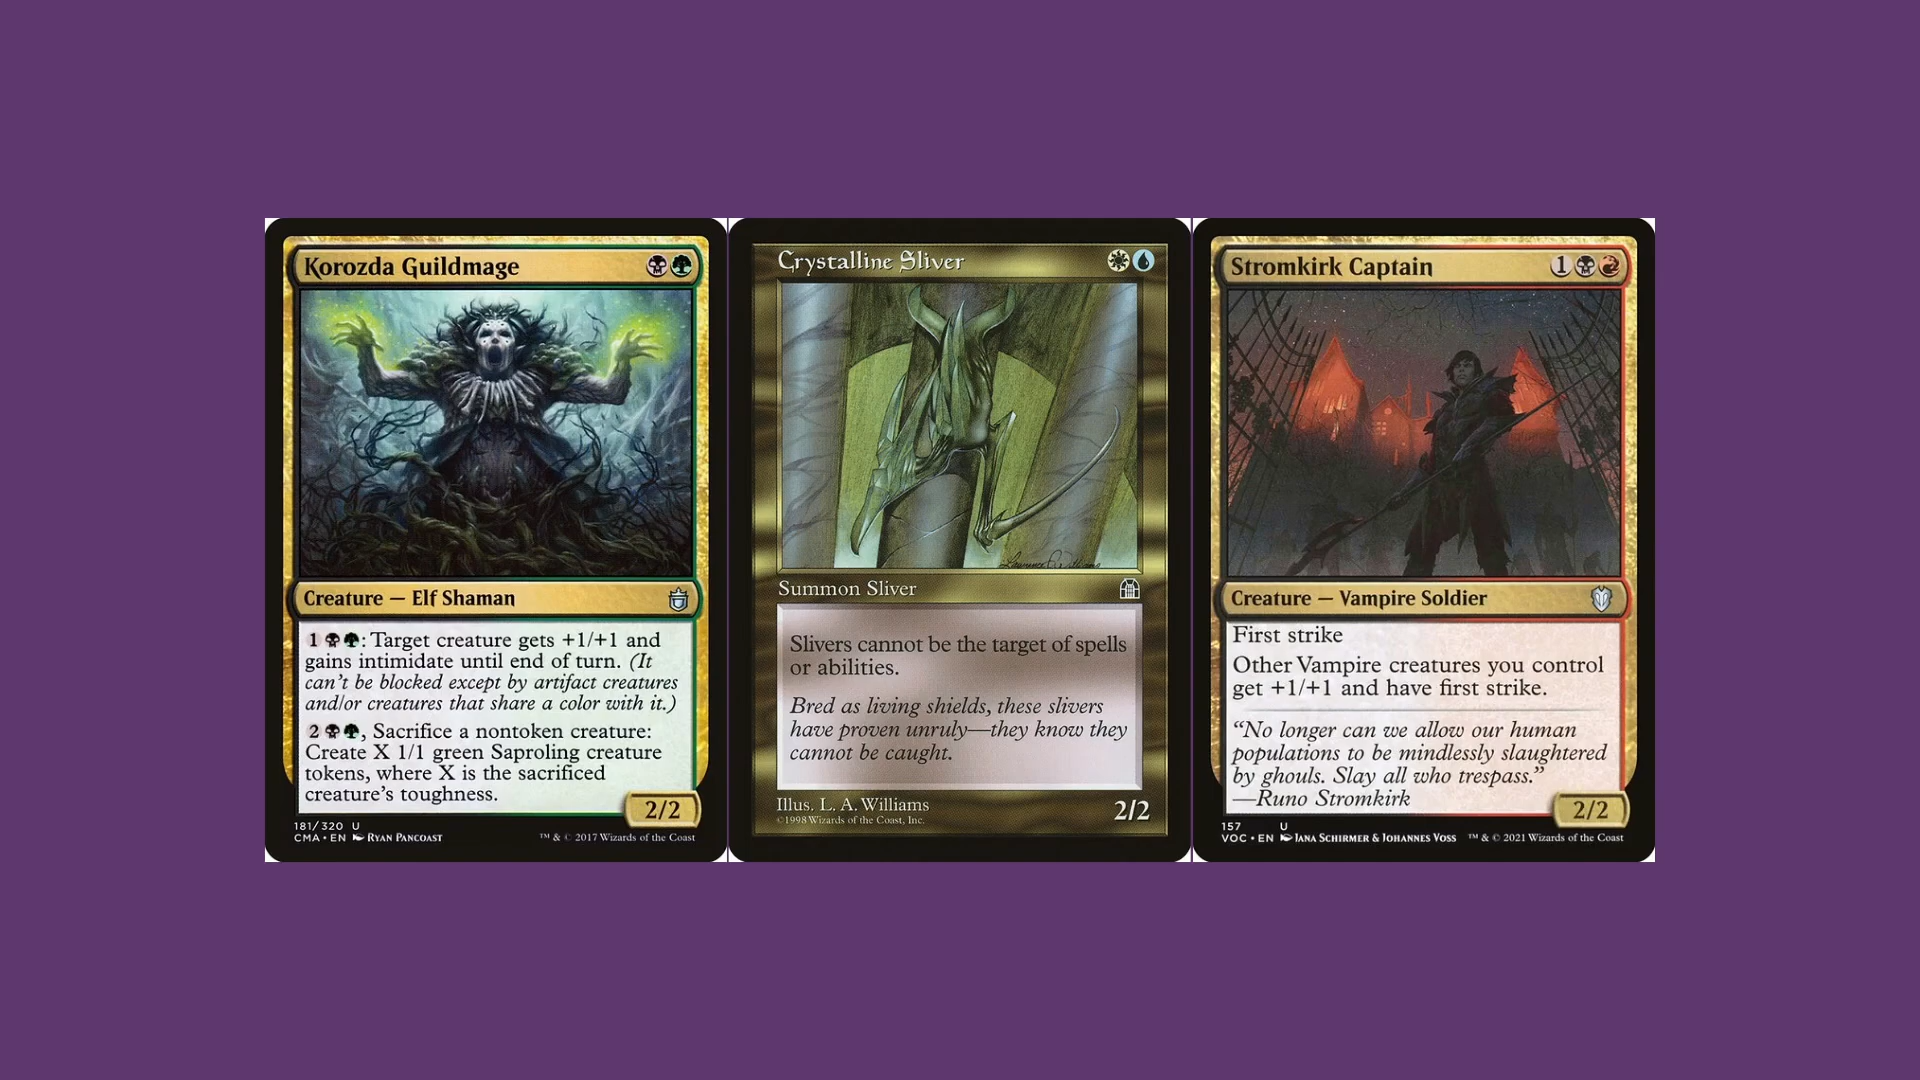 Korozda Guildmage
Creature — Elf Shaman
1 : Target creature gets +1/+1 and
gains intimidate until end of turn. (It
can't be blocked except by artifact creatures
and/or creatures that share a color with it.)
2 , Sacrifice a nontoken creature:
Create X 1/1 green Saproling creature
tokens, where X is the sacrificed
creature's toughness.
2/2
181/320 U
CMA • EN Ryan Pancoast
™ & © 2017 Wizards of the Coast
Crystalline Sliver
Summon Sliver
Slivers cannot be the target of spells
or abilities.
Bred as living shields, these slivers
have proven unruly—they know they
cannot be caught.
Illus. L. A. Williams
©1998 Wizards of the Coast, Inc.
2/2
Stromkirk Captain
1
Creature — Vampire Soldier
First strike
Other Vampire creatures you control
get +1/+1 and have first strike.
“No longer can we allow our human
populations to be mindlessly slaughtered
by ghouls. Slay all who trespass.”
—Runo Stromkirk
2/2
157 U
VOC • EN Jana Schirmer & Johannes Voss
™ & © 2021 Wizards of the Coast